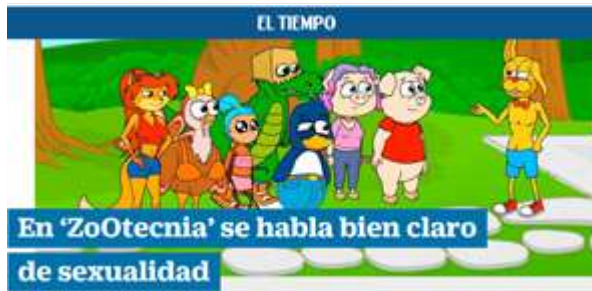 EL TIEMPO
En ‘ZoOtecnia’ se habla bien claro
de sexualidad